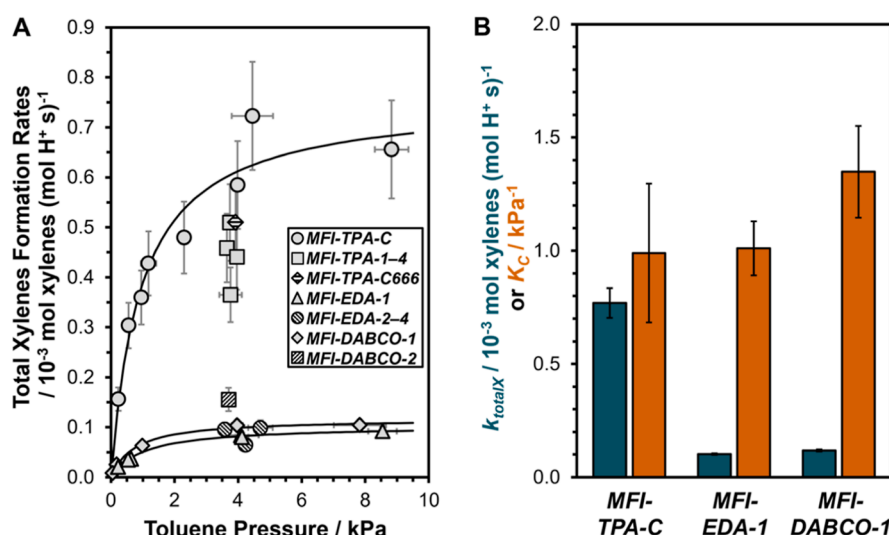 A
Total Xylenes Formation Rates
/ 10⁻³ mol xylenes (mol H⁺ s)⁻¹
0.9
0.8
0.7
0.6
0.5
0.4
0.3
0.2
0.1
0.0
0
2
4
6
8
10
Toluene Pressure / kPa
MFI-TPA-C
MFI-TPA-1–4
MFI-TPA-C666
MFI-EDA-1
MFI-EDA-2–4
MFI-DABCO-1
MFI-DABCO-2
B
k_totalX / 10⁻³ mol xylenes (mol H⁺ s)⁻¹
or K_C / kPa⁻¹
2.0
1.5
1.0
0.5
0.0
MFI-
TPA-C
MFI-
EDA-1
MFI-
DABCO-1